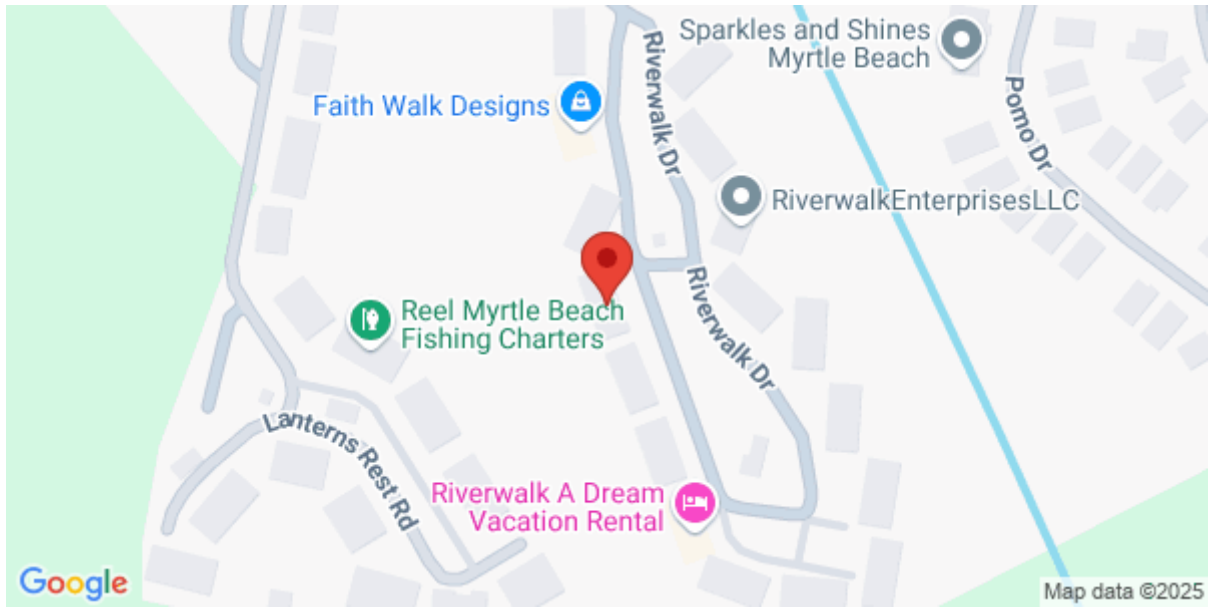 Sparkles and Shines
Myrtle Beach
Riverwalk Dr
Pomo Dr
Faith Walk Designs
RiverwalkEnterprisesLLC
Reel Myrtle Beach
Fishing Charters
Riverwalk Dr
Lanterns Rest Rd
Riverwalk A Dream
Vacation Rental
Google
Map data ©2025